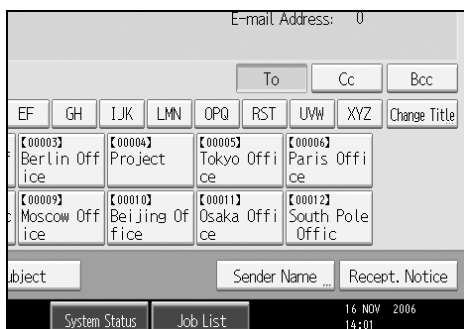 E-mail Address: 0
To Cc Bcc
EF GH IJK LMN OPQ RST UVW XYZ Change Title
【00003】 【00004】 【00005】 【00006】
Berlin Off Project Tokyo Offi Paris Offi
ice ce ce
【00009】 【00010】 【00011】 【00012】
Moscow Off Beijing Of Osaka Offi South Pole
ice fice ce Offic
ubject Sender Name ... Recept. Notice
System Status Job List 16 NOV 2006
14:01